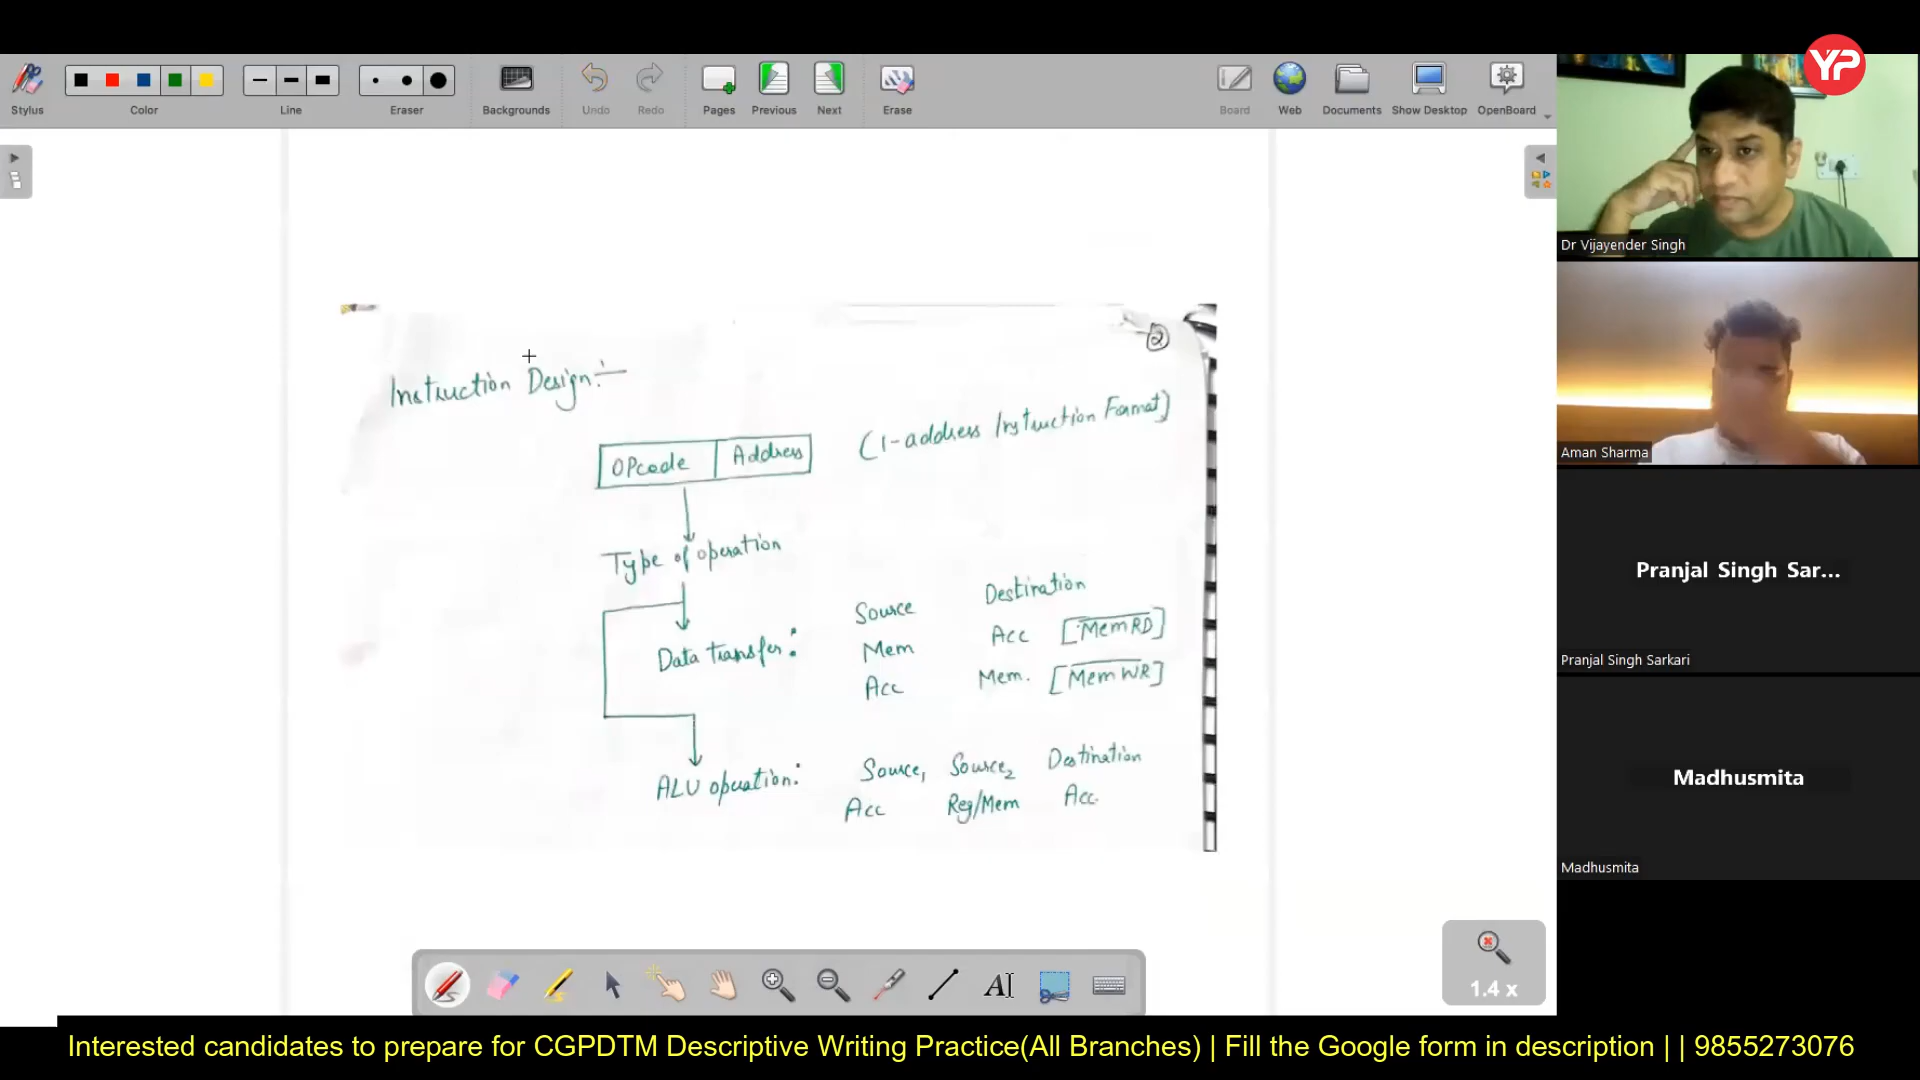 YP
Stylus
Color
Line
Eraser
Backgrounds
Undo
Redo
Pages
Previous
Next
Erase
Board
Web
Documents
Show Desktop
OpenBoard
Dr Vijayender Singh
Aman Sharma
Pranjal Singh Sar...
Pranjal Singh Sarkari
Madhusmita
Madhusmita
2
Instruction Design:-
OPcode Address (1-address Instruction Format)
Type of operation
Source Destination
Data transfer: Mem Acc [MemRD]
Acc Mem. [MemWR]
ALU operation: Source1 Source2 Destination
Acc Reg/Mem Acc.
AI
1.4 x
Interested candidates to prepare for CGPDTM Descriptive Writing Practice(All Branches) | Fill the Google form in description | | 9855273076